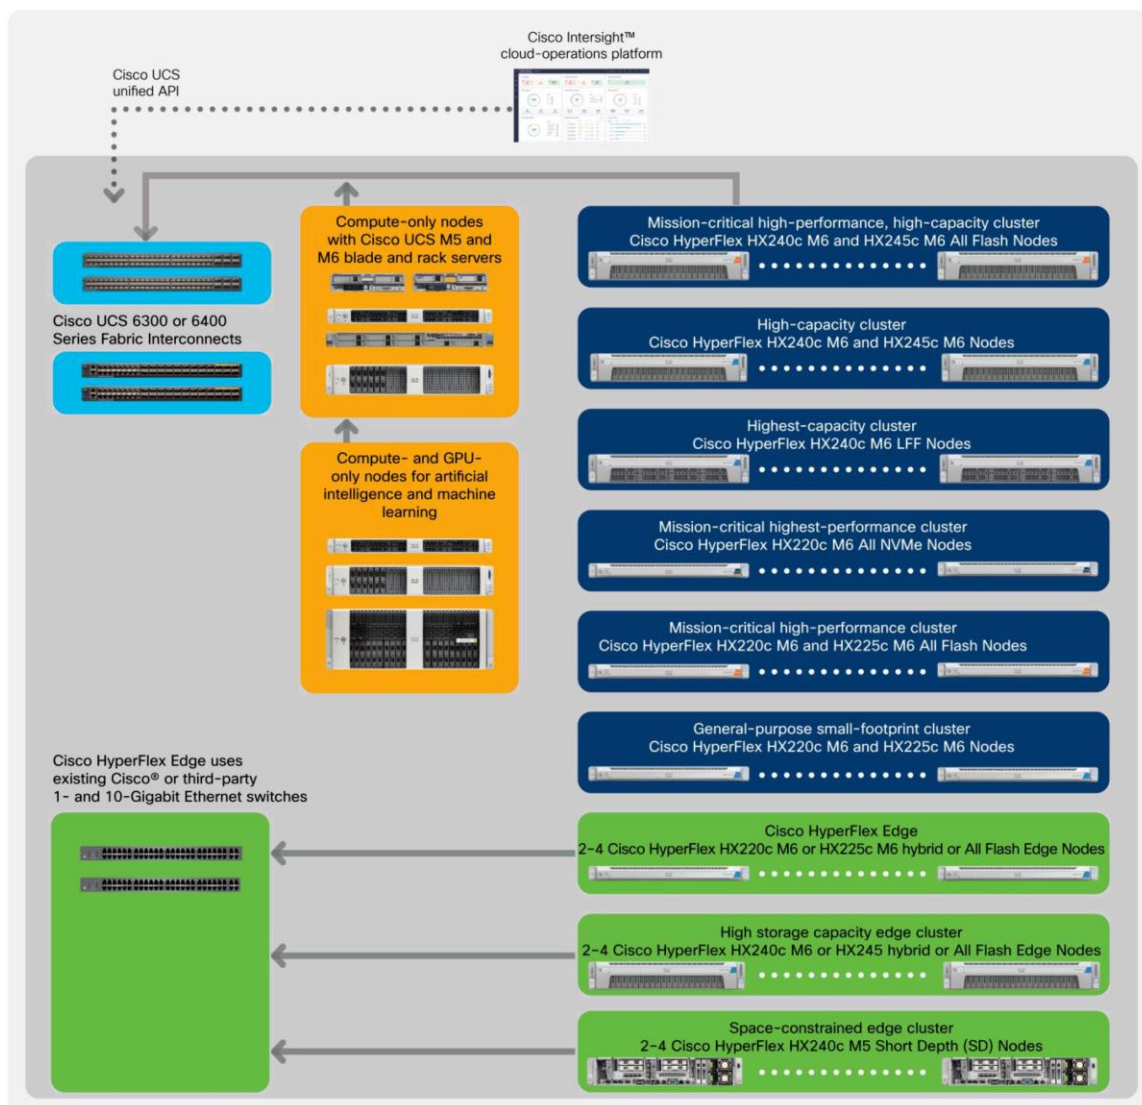 Cisco Intersight™
cloud-operations platform
Cisco UCS
unified API
Compute-only nodes
with Cisco UCS M5 and
M6 blade and rack servers
Cisco UCS 6300 or 6400
Series Fabric Interconnects
Compute- and GPU-
only nodes for artificial
intelligence and machine
learning
Mission-critical high-performance, high-capacity cluster
Cisco HyperFlex HX240c M6 and HX245c M6 All Flash Nodes
High-capacity cluster
Cisco HyperFlex HX240c M6 and HX245c M6 Nodes
Highest-capacity cluster
Cisco HyperFlex HX240c M6 LFF Nodes
Mission-critical highest-performance cluster
Cisco HyperFlex HX220c M6 All NVMe Nodes
Mission-critical high-performance cluster
Cisco HyperFlex HX220c M6 and HX225c M6 All Flash Nodes
General-purpose small-footprint cluster
Cisco HyperFlex HX220c M6 and HX225c M6 Nodes
Cisco HyperFlex Edge uses
existing Cisco® or third-party
1- and 10-Gigabit Ethernet switches
Cisco HyperFlex Edge
2-4 Cisco HyperFlex HX220c M6 or HX225c M6 hybrid or All Flash Edge Nodes
High storage capacity edge cluster
2-4 Cisco HyperFlex HX240c M6 or HX245 hybrid or All Flash Edge Nodes
Space-constrained edge cluster
2-4 Cisco HyperFlex HX240c M5 Short Depth (SD) Nodes